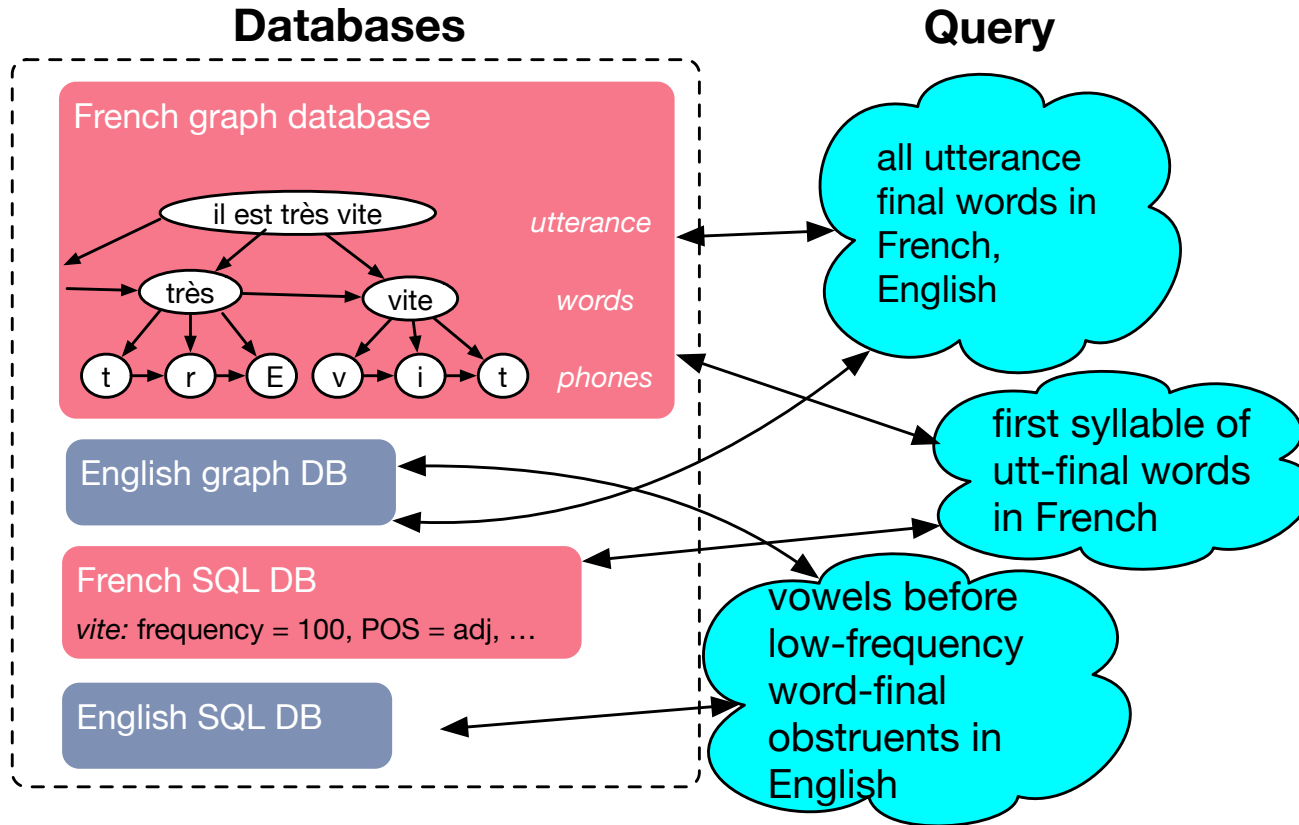 Databases
Query
French graph database
il est très vite
utterance
très
vite
words
t
r
E
v
i
t
phones
English graph DB
French SQL DB
vite: frequency = 100, POS = adj, …
English SQL DB
all utterance
final words in
French,
English
first syllable of
utt-final words
in French
vowels before
low-frequency
word-final
obstruents in
English